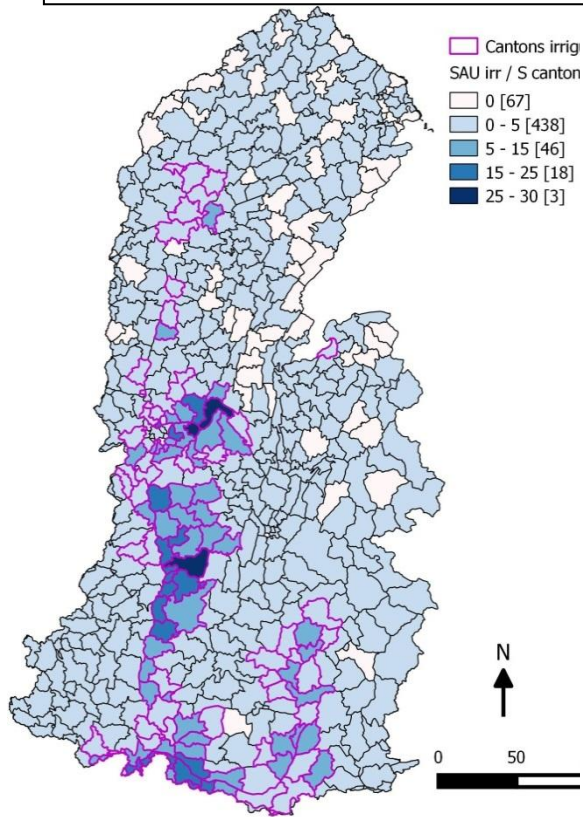 Cantons irrig
SAU irr / S canton
0 [67]
0 - 5 [438]
5 - 15 [46]
15 - 25 [18]
25 - 30 [3]
N
0 50